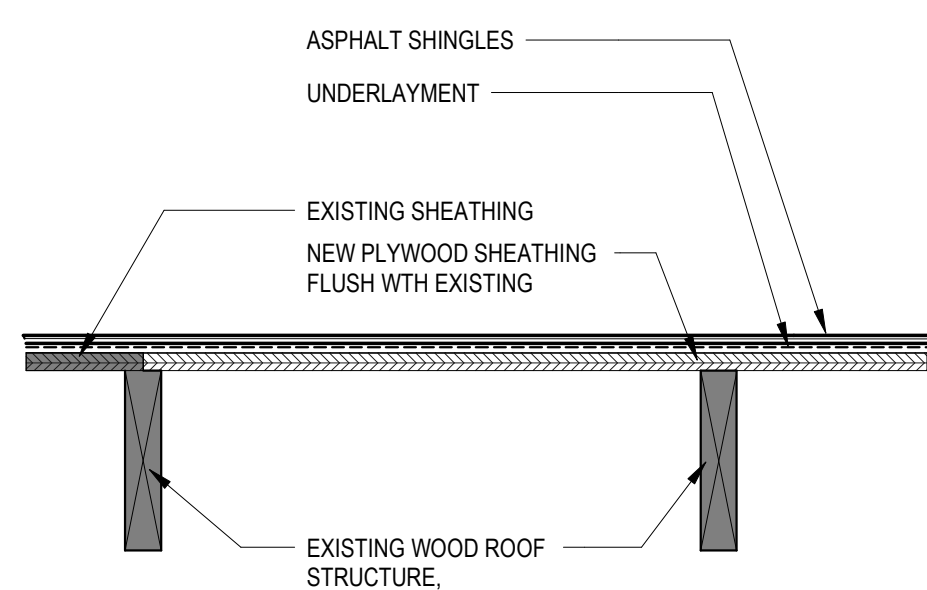 ASPHALT SHINGLES
UNDERLAYMENT
EXISTING SHEATHING
NEW PLYWOOD SHEATHING
FLUSH WTH EXISTING
EXISTING WOOD ROOF
STRUCTURE,